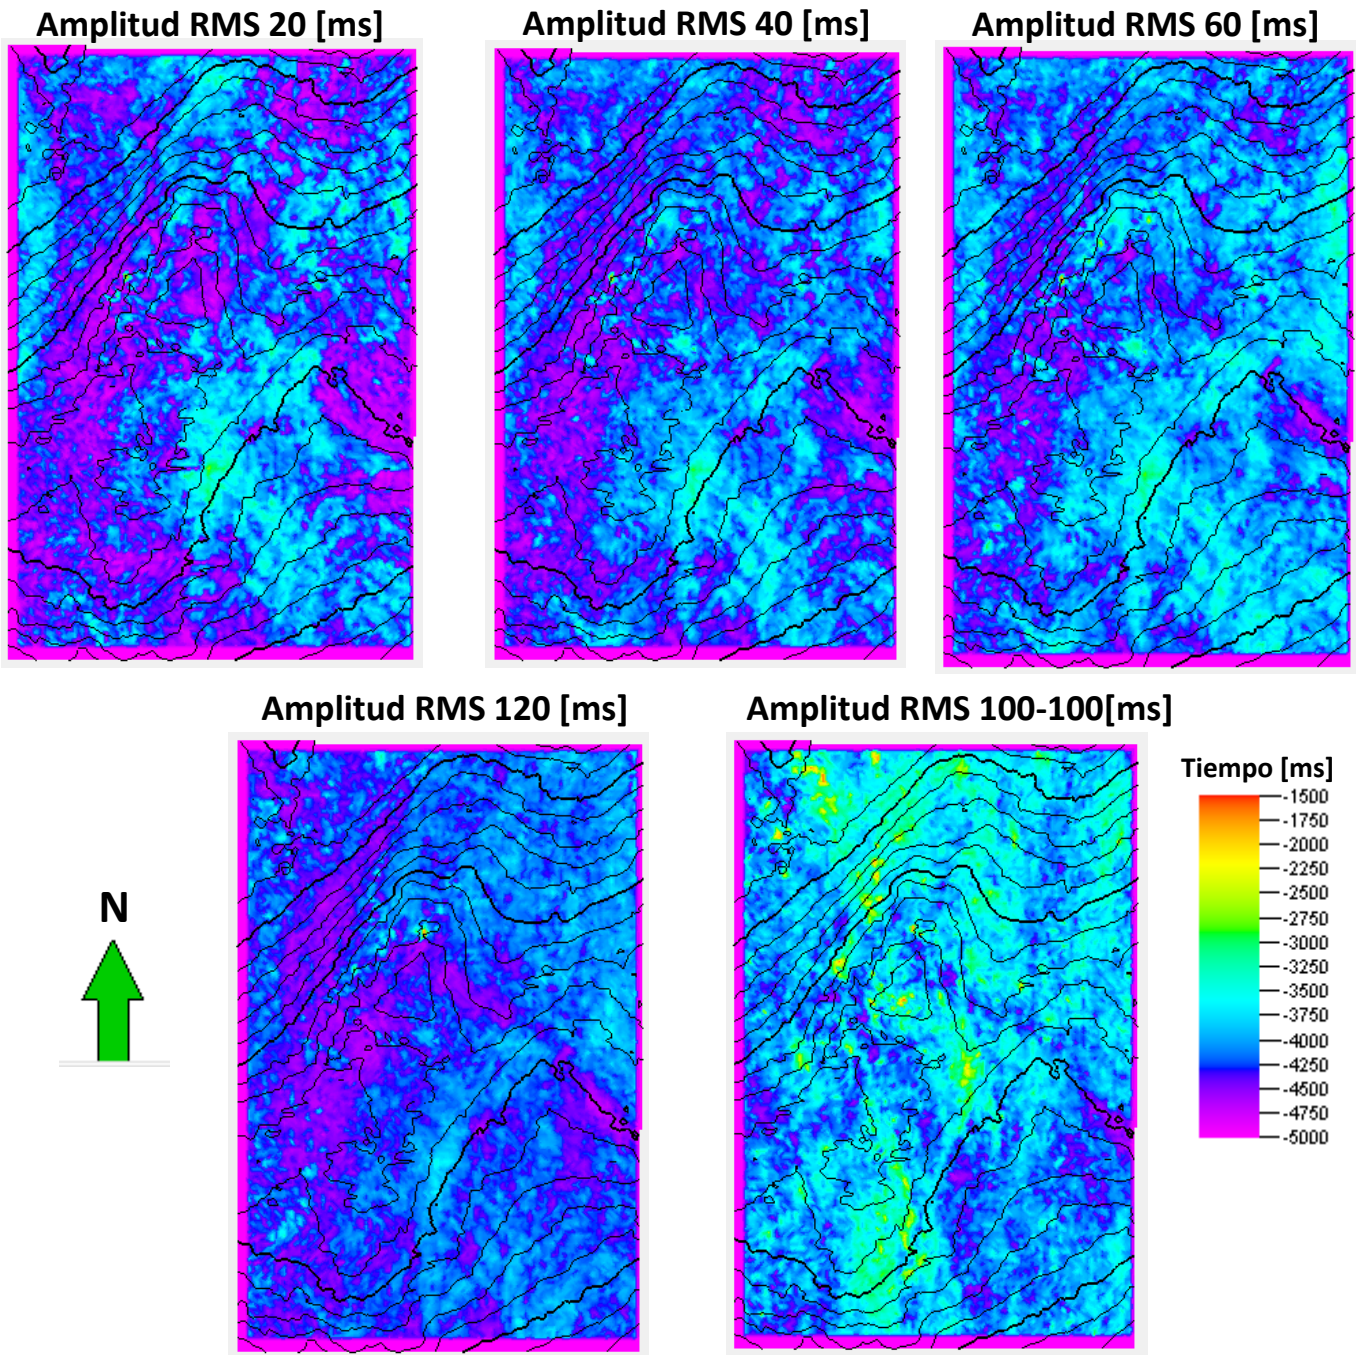 Amplitud RMS 20 [ms]
Amplitud RMS 40 [ms]
Amplitud RMS 60 [ms]
Amplitud RMS 120 [ms]
Amplitud RMS 100-100[ms]
Tiempo [ms]
-1500
-1750
-2000
-2250
-2500
-2750
-3000
-3250
-3500
-3750
-4000
-4250
-4500
-4750
-5000
N